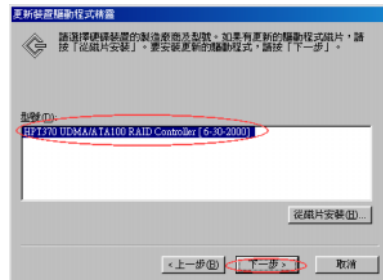 更新裝置驅動程式精靈
請選擇硬碟裝置的製造廠商及型號。如果有更新的驅動程式磁片，請
按「從磁片安裝」。要安裝更新的驅動程式，請按「下一步」。
型號(D):
HPT370 UDMA/ATA100 RAID Controller [ 6-30-2000]
從磁片安裝(H)...
<上一步(B)
下一步 >
取消